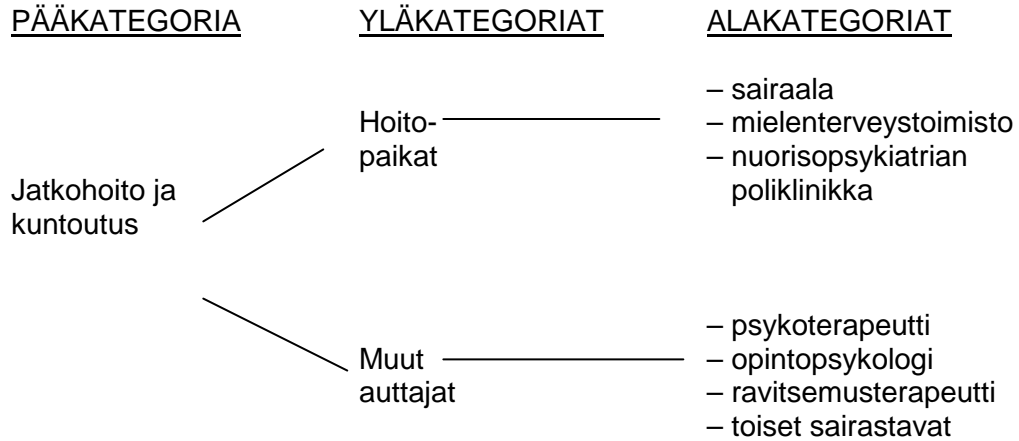 PÄÄKATEGORIA YLÄKATEGORIAT ALAKATEGORIAT
– sairaala
Hoito- – mielenterveystoimisto
paikat – nuorisopsykiatrian
Jatkohoito ja poliklinikka
kuntoutus
– psykoterapeutti
Muut – opintopsykologi
auttajat – ravitsemusterapeutti
– toiset sairastavat